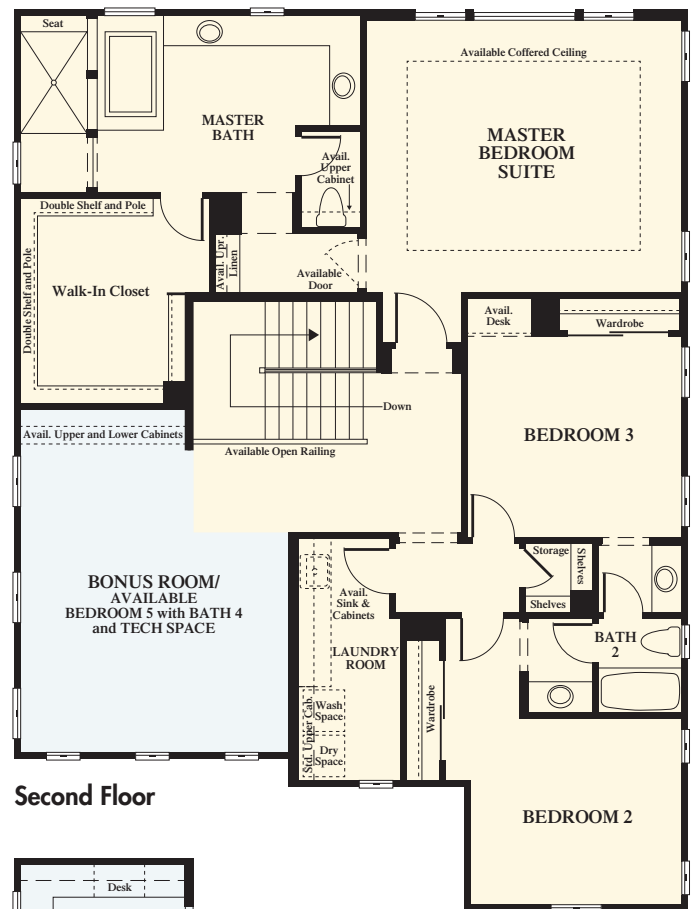 Seat
Available Coffered Ceiling
MASTER
BATH
MASTER
BEDROOM
SUITE
Avail.
Upper
Cabinet
Double Shelf and Pole
Double Shelf and Pole
Walk-In Closet
Avail. Upr.
Linen
Available
Door
Avail.
Desk
Wardrobe
Down
Avail. Upper and Lower Cabinets
Available Open Railing
BEDROOM 3
Storage
Shelves
Shelves
BONUS ROOM/
AVAILABLE
BEDROOM 5 with BATH 4
and TECH SPACE
Avail.
Sink &
Cabinets
LAUNDRY
ROOM
BATH
2
Wardrobe
Std. Upper Cab.
Wash
Space
Dry
Space
Second Floor
BEDROOM 2
Desk